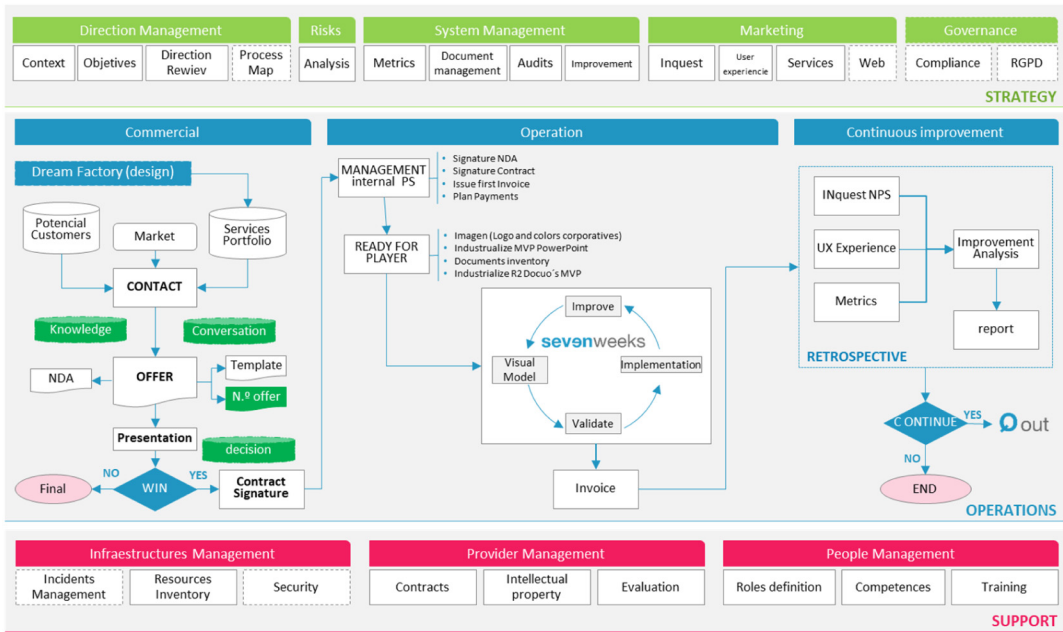 Direction Management
Risks
System Management
Marketing
Governance
Context
Objetives
Direction
Rewiev
Process
Map
Analysis
Metrics
Document
management
Audits
Improvement
Inquest
User
experiencie
Services
Web
Compliance
RGPD
STRATEGY
Commercial
Operation
Continuous improvement
Dream Factory (design)
Potencial
Customers
Market
Services
Portfolio
CONTACT
Knowledge
Conversation
NDA
OFFER
Template
N.º offer
Presentation
decision
NO
YES
Final
WIN
Contract
Signature
MANAGEMENT
internal PS
• Signature NDA
• Signature Contract
• Issue first Invoice
• Plan Payments
READY FOR
PLAYER
• Imagen (Logo and colors corporatives)
• Industrualize MVP PowerPoint
• Documents inventory
• Industrialize R2 Docuo´s MVP
Improve
sevenweeks
Visual
Model
Implementation
Validate
Invoice
INquest NPS
UX Experience
Metrics
Improvement
Analysis
report
RETROSPECTIVE
CONTINUE
YES
out
NO
END
OPERATIONS
Infraestructures Management
Provider Management
People Management
Incidents
Management
Resources
Inventory
Security
Contracts
Intellectual
property
Evaluation
Roles definition
Competences
Training
SUPPORT